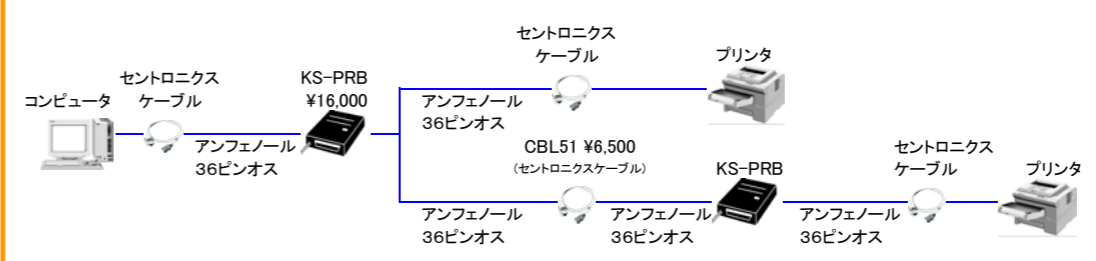 コンピュータ
セントロニクス
ケーブル
アンフェノール
36ピンオス
KS-PRB
¥16,000
セントロニクス
ケーブル
アンフェノール
36ピンオス
プリンタ
CBL51 ¥6,500
(セントロニクスケーブル)
アンフェノール
36ピンオス
アンフェノール
36ピンオス
KS-PRB
アンフェノール
36ピンオス
セントロニクス
ケーブル
プリンタ